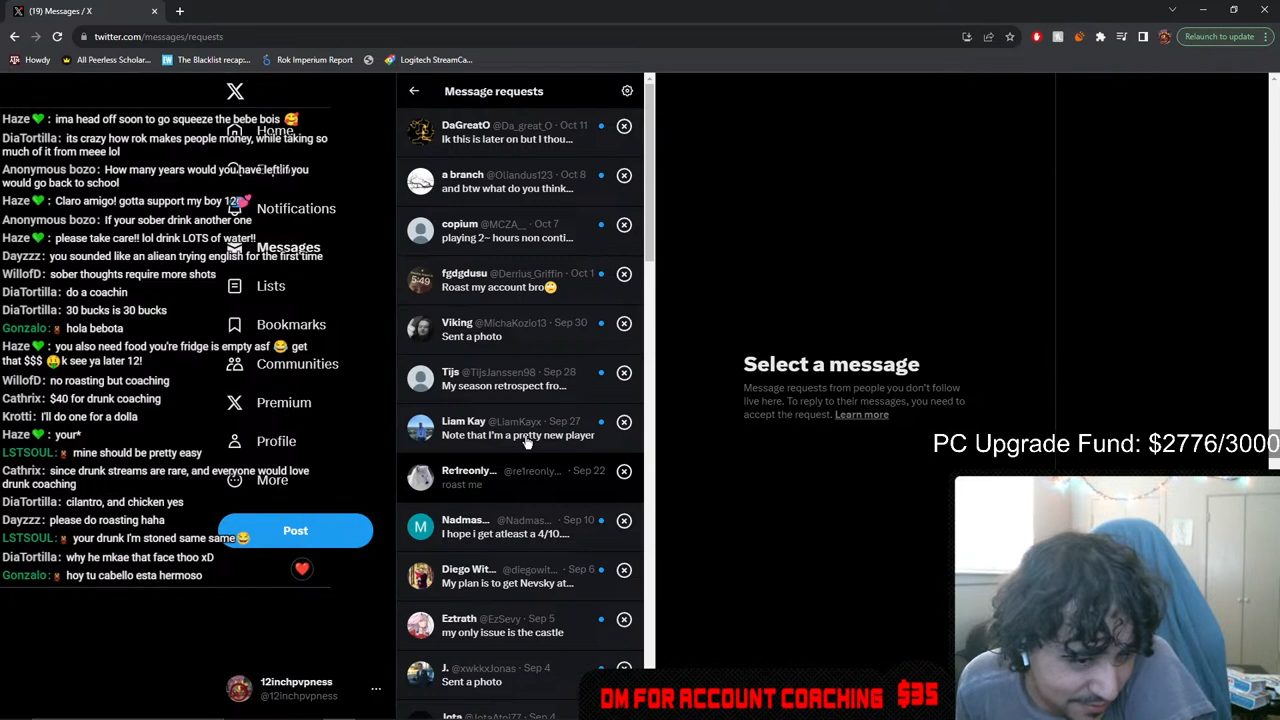 (19) Messages / X
twitter.com/messages/requests
Relaunch to update
Howdy
All Peerless Scholar...
The Blacklist recap...
Rok Imperium Report
Logitech StreamCa...
Haze💚: ima head off soon to go squeeze the bebe bois 🥰
DiaTortilla: its crazy how rok makes people money, while taking so
much of it from meee lol
Anonymous bozo: How many years would you have left if you
would go back to school
Haze💚: Claro amigo! gotta support my boy 12💕
Anonymous bozo: If your sober drink another one
Haze💚: please take care!! lol drink LOTS of water!!
Dayzzz: you sounded like an aliean trying english for the first time
WillofD: sober thoughts require more shots
DiaTortilla: do a coachin
DiaTortilla: 30 bucks is 30 bucks
Gonzalo: hola bebota
Haze💚: you also need food you're fridge is empty asf 😂 get
that $$$ 🤑k see ya later 12!
WillofD: no roasting but coaching
Cathrix: $40 for drunk coaching
Krotti: I'll do one for a dolla
Haze💚: your*
LSTSOUL: mine should be pretty easy
Cathrix: since drunk streams are rare, and everyone would love
drunk coaching
DiaTortilla: cilantro, and chicken yes
Dayzzz: please do roasting haha
LSTSOUL: your drunk I'm stoned same same😂
DiaTortilla: why he mkae that face thoo xD
Gonzalo: hoy tu cabello esta hermoso
Home
Notifications
Messages
Lists
Bookmarks
Communities
Premium
Profile
More
Post
12inchpvpness
@12inchpvpness
Message requests
DaGreatO @Da_great_O · Oct 11
Ik this is later on but I thou...
a branch @Oliandus123 · Oct 8
and btw what do you think...
copium @MCZA__ · Oct 7
playing 2~ hours non conti...
fgdgdusu @Derrius_Griffin · Oct 1
Roast my account bro🙄
Viking @MichaKozio13 · Sep 30
Sent a photo
Tijs @TijsJanssen98 · Sep 28
My season retrospect fro...
Liam Kay @LIamKayx · Sep 27
Note that I'm a pretty new player
Re1reonly... @re1reonly... · Sep 22
roast me
Nadmas... @Nadmas... · Sep 10
I hope i get atleast a 4/10....
Diego Wit... @diegowit... · Sep 6
My plan is to get Nevsky at...
Eztrath @EzSevy · Sep 5
my only issue is the castle
J. @xwkkxJonas · Sep 4
Sent a photo
Jota @JotaAtol77 · Sep 4
Select a message
Message requests from people you don't follow
live here. To reply to their messages, you need to
accept the request. Learn more
PC Upgrade Fund: $2776/3000
5:49
M
DM FOR ACCOUNT COACHING $35